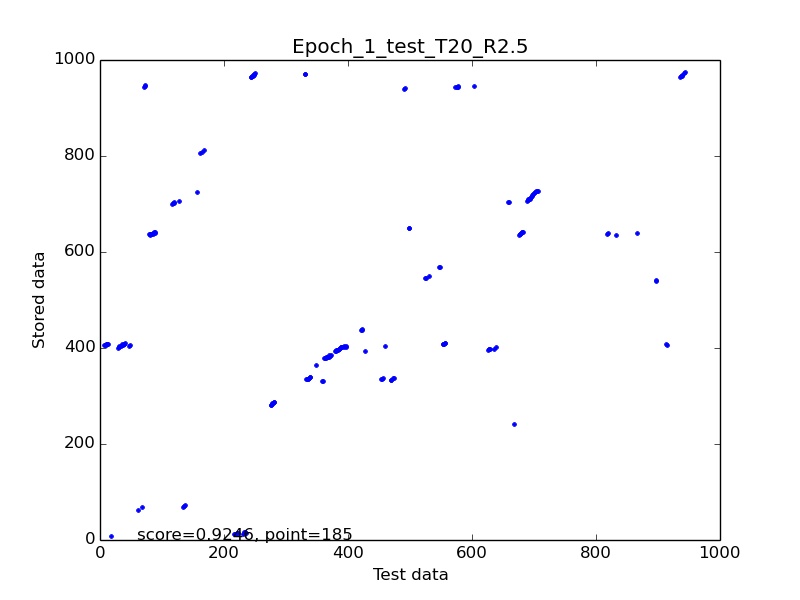 Epoch_1_test_T20_R2.5
1000
800
600
400
200
0
Stored data
score=0.9246, point=185
0 200 400 600 800 1000
Test data